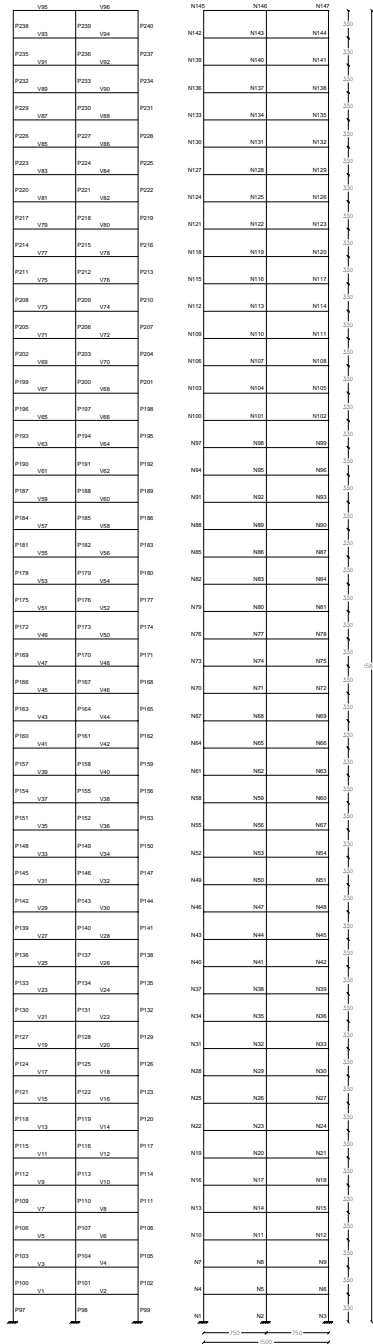 V95 V96 N145 N146 N147
P238 P239 P240
V93 V94 N142 N143 N144
P235 P236 P237
V91 V92 N139 N140 N141
P232 P233 P234
V89 V90 N136 N137 N138
P229 P230 P231
V87 V88 N133 N134 N135
P226 P227 P228
V85 V86 N130 N131 N132
P223 P224 P225
V83 V84 N127 N128 N129
P220 P221 P222
V81 V82 N124 N125 N126
P217 P218 P219
V79 V80 N121 N122 N123
P214 P215 P216
V77 V78 N118 N119 N120
P211 P212 P213
V75 V76 N115 N116 N117
P208 P209 P210
V73 V74 N112 N113 N114
P205 P206 P207
V71 V72 N109 N110 N111
P202 P203 P204
V69 V70 N106 N107 N108
P199 P200 P201
V67 V68 N103 N104 N105
P196 P197 P198
V65 V66 N100 N101 N102
P193 P194 P195
V63 V64 N97 N98 N99
P190 P191 P192
V61 V62 N94 N95 N96
P187 P188 P189
V59 V60 N91 N92 N93
P184 P185 P186
V57 V58 N88 N89 N90
P181 P182 P183
V55 V56 N85 N86 N87
P178 P179 P180
V53 V54 N82 N83 N84
P175 P176 P177
V51 V52 N79 N80 N81
P172 P173 P174
V49 V50 N76 N77 N78
P169 P170 P171
V47 V48 N73 N74 N75
P166 P167 P168
V45 V46 N70 N71 N72
P163 P164 P165
V43 V44 N67 N68 N69
P160 P161 P162
V41 V42 N64 N65 N66
P157 P158 P159
V39 V40 N61 N62 N63
P154 P155 P156
V37 V38 N58 N59 N60
P151 P152 P153
V35 V36 N55 N56 N67
P148 P149 P150
V33 V34 N52 N53 N54
P145 P146 P147
V31 V32 N49 N50 N51
P142 P143 P144
V29 V30 N46 N47 N48
P139 P140 P141
V27 V28 N43 N44 N45
P136 P137 P138
V25 V26 N40 N41 N42
P133 P134 P135
V23 V24 N37 N38 N39
P130 P131 P132
V21 V22 N34 N35 N36
P127 P128 P129
V19 V20 N31 N32 N33
P124 P125 P126
V17 V18 N28 N29 N30
P121 P122 P123
V15 V16 N25 N26 N27
P118 P119 P120
V13 V14 N22 N23 N24
P115 P116 P117
V11 V12 N19 N20 N21
P112 P113 P114
V9 V10 N16 N17 N18
P109 P110 P111
V7 V8 N13 N14 N15
P106 P107 P108
V5 V6 N10 N11 N12
P103 P104 P105
V3 V4 N7 N8 N9
P100 P101 P102
V1 V2 N4 N5 N6
P97 P98 P99 N1 N2 N3
750 750
1500